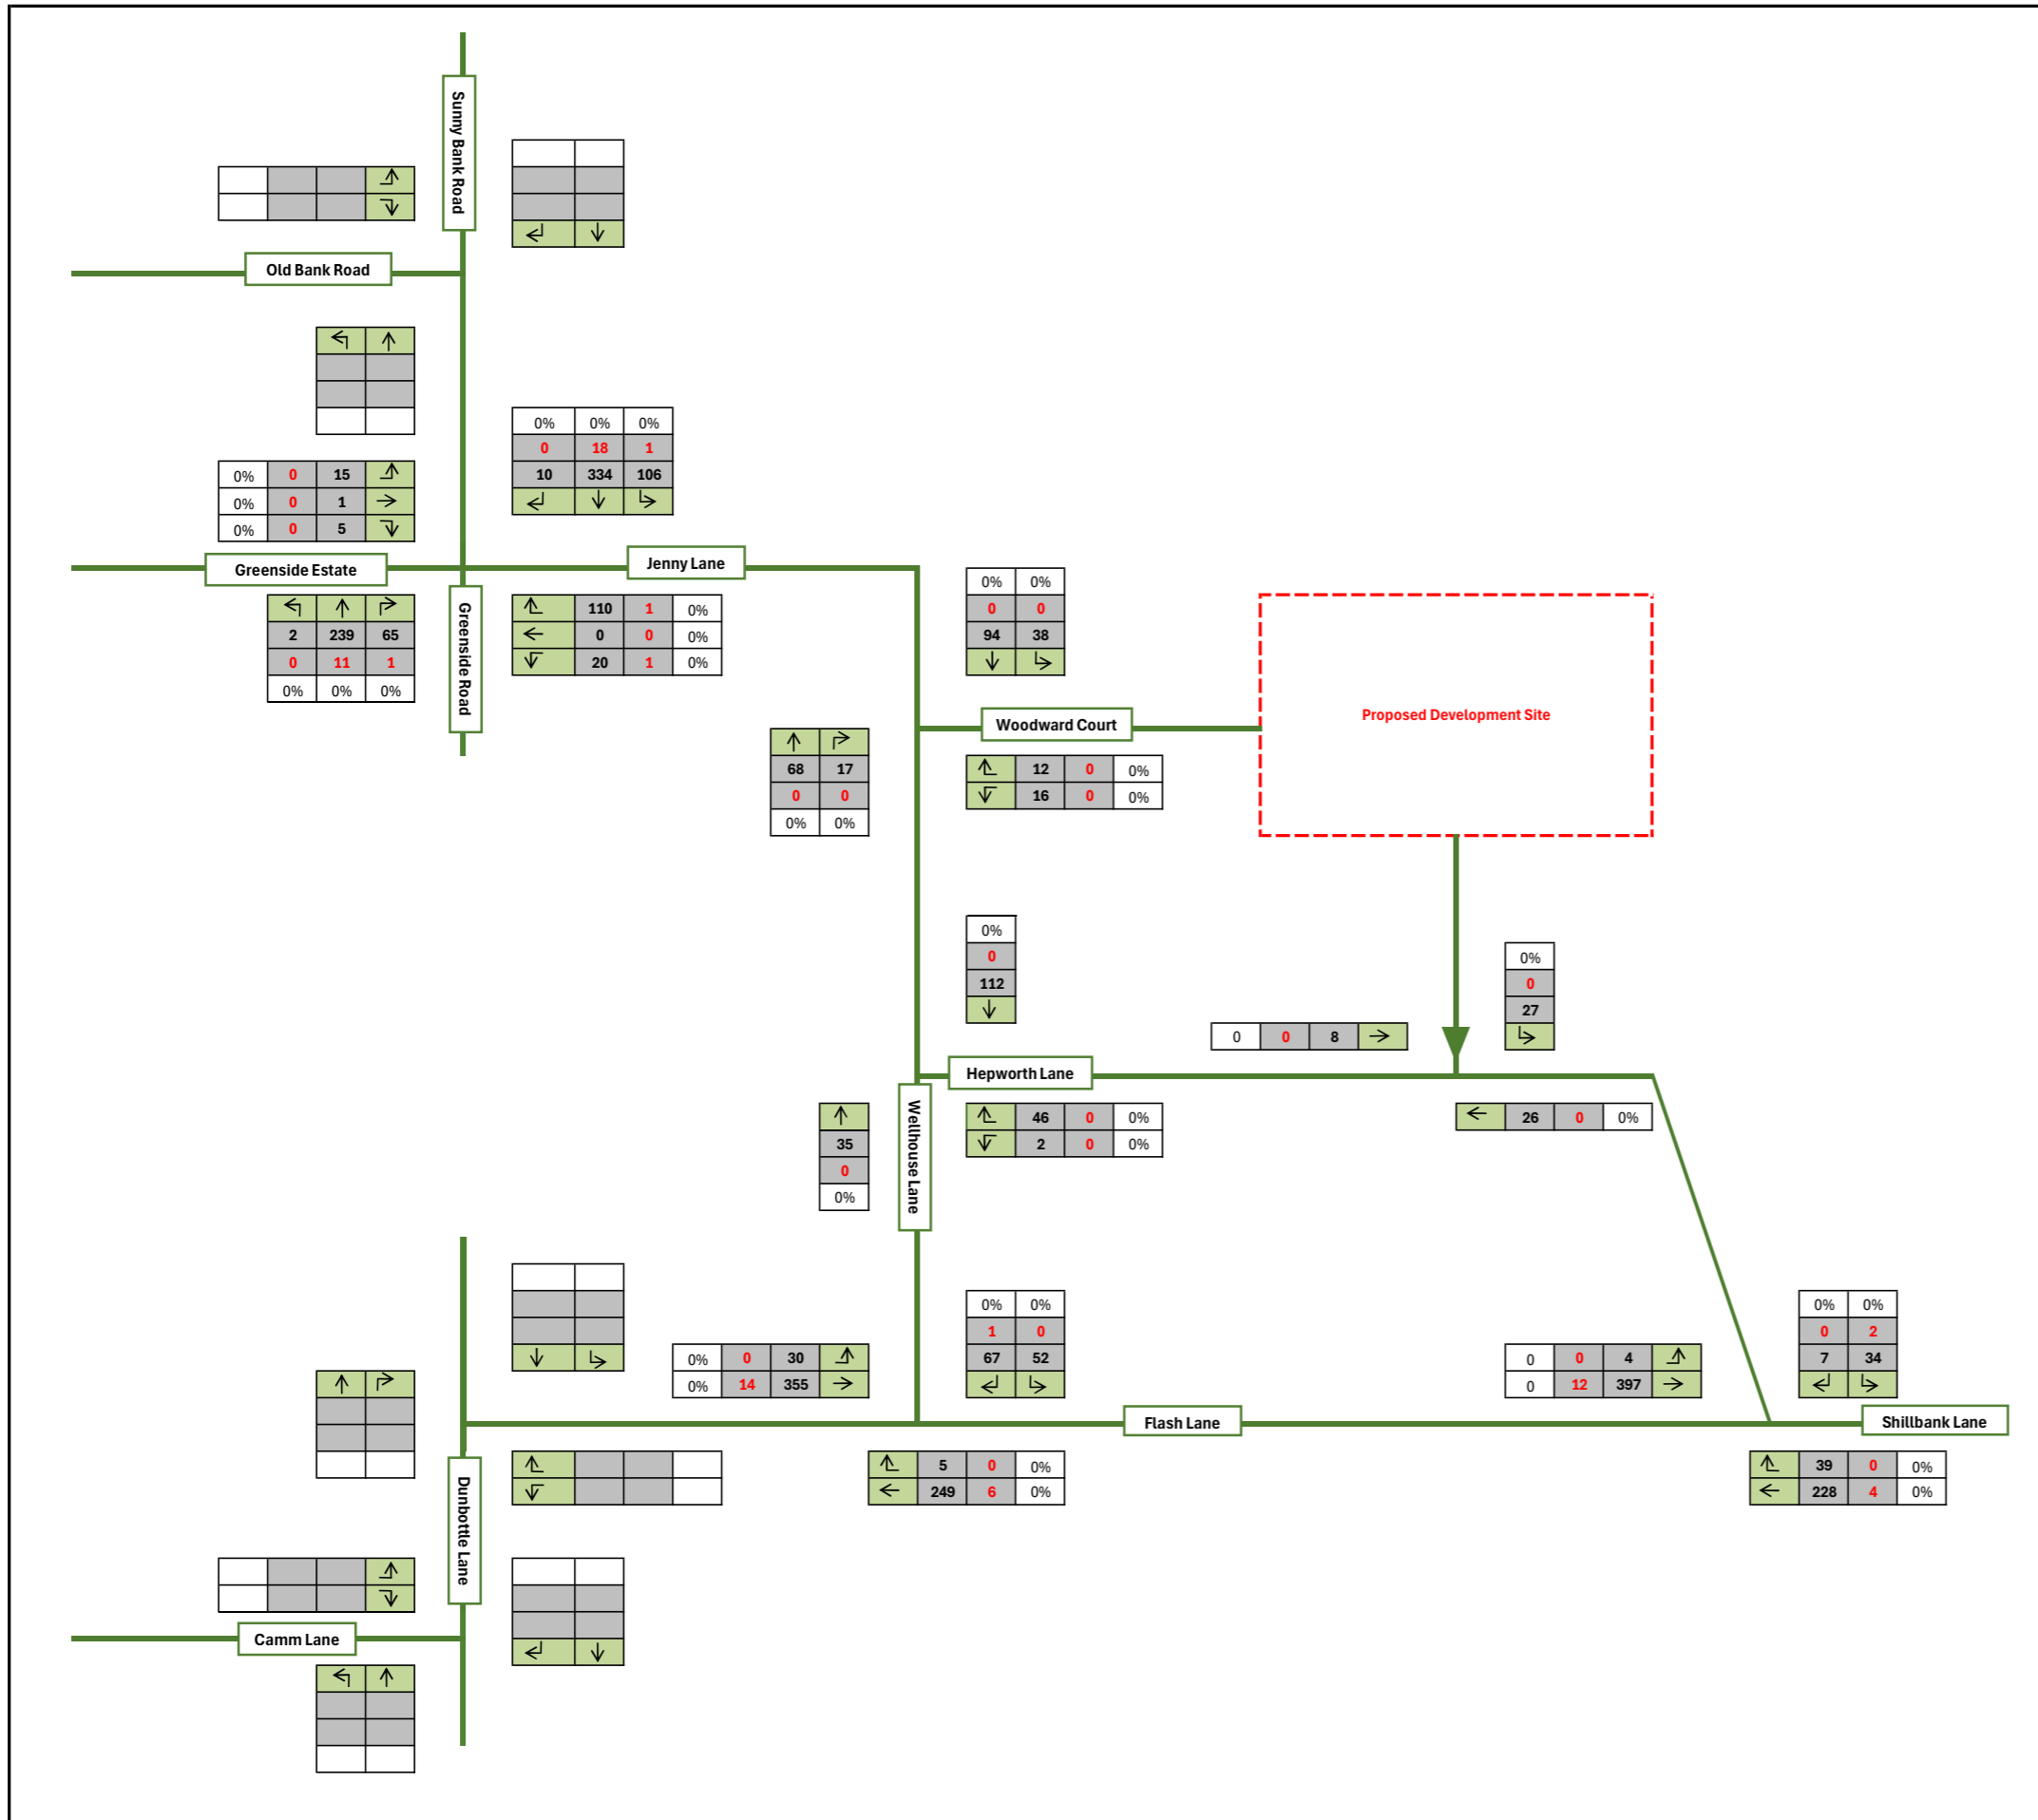 Sunny Bank Road
Old Bank Road
0% 0% 0%
0 18 1
10 334 106
0% 0 15
0% 0 1
0% 0 5
Greenside Estate
Jenny Lane
Greenside Road
2 239 65
0 11 1
0% 0% 0%
110 1 0%
0 0 0%
20 1 0%
0% 0%
0 0
94 38
Woodward Court
Proposed Development Site
68 17
0 0
0% 0%
12 0 0%
16 0 0%
0%
0
112
0%
0
27
0 0 8
Hepworth Lane
Wellhouse Lane
35
0
0%
46 0 0%
2 0 0%
26 0 0%
0% 0 30
0% 14 355
0% 0%
1 0
67 52
0 0 4
0 12 397
0% 0%
0 2
7 34
Flash Lane
Shillbank Lane
Dunbottle Lane
5 0 0%
249 6 0%
39 0 0%
228 4 0%
Camm Lane